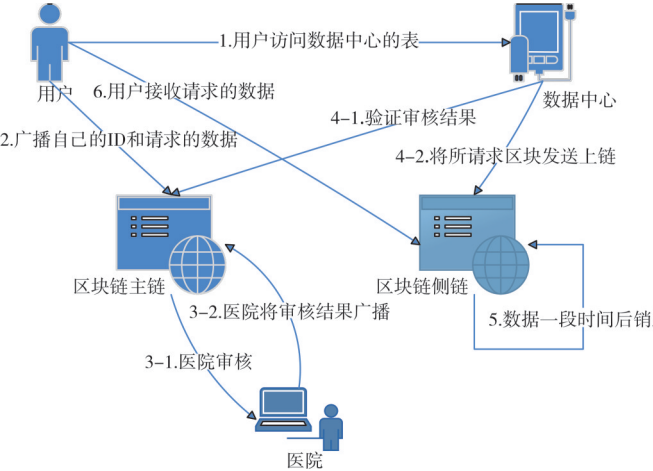 1.用户访问数据中心的表
用户
6.用户接收请求的数据
数据中心
4-1.验证审核结果
2.广播自己的ID和请求的数据
4-2.将所请求区块发送上链
区块链主链
区块链侧链
3-2.医院将审核结果广播
5.数据一段时间后销
3-1.医院审核
医院